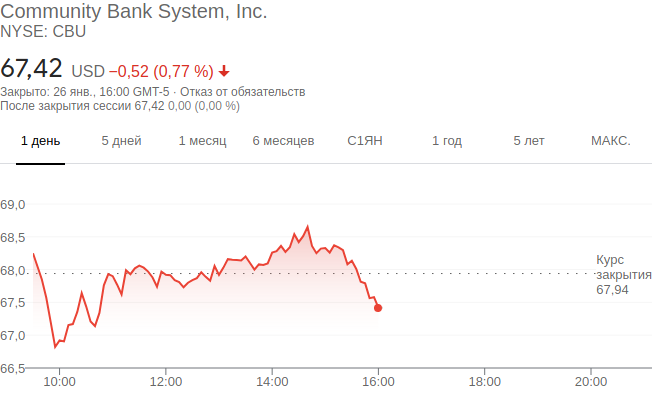 Community Bank System, Inc.
NYSE: CBU
67,42 USD −0,52 (0,77 %)
Закрыто: 26 янв., 16:00 GMT-5 · Отказ от обязательств
После закрытия сессии 67,42 0,00 (0,00 %)
1 день 5 дней 1 месяц 6 месяцев С1ЯН 1 год 5 лет МАКС.
69,0
68,5
Курс
68,0 закрытия
67,94
67,5
67,0
66,5
10:00 12:00 14:00 16:00 18:00 20:00